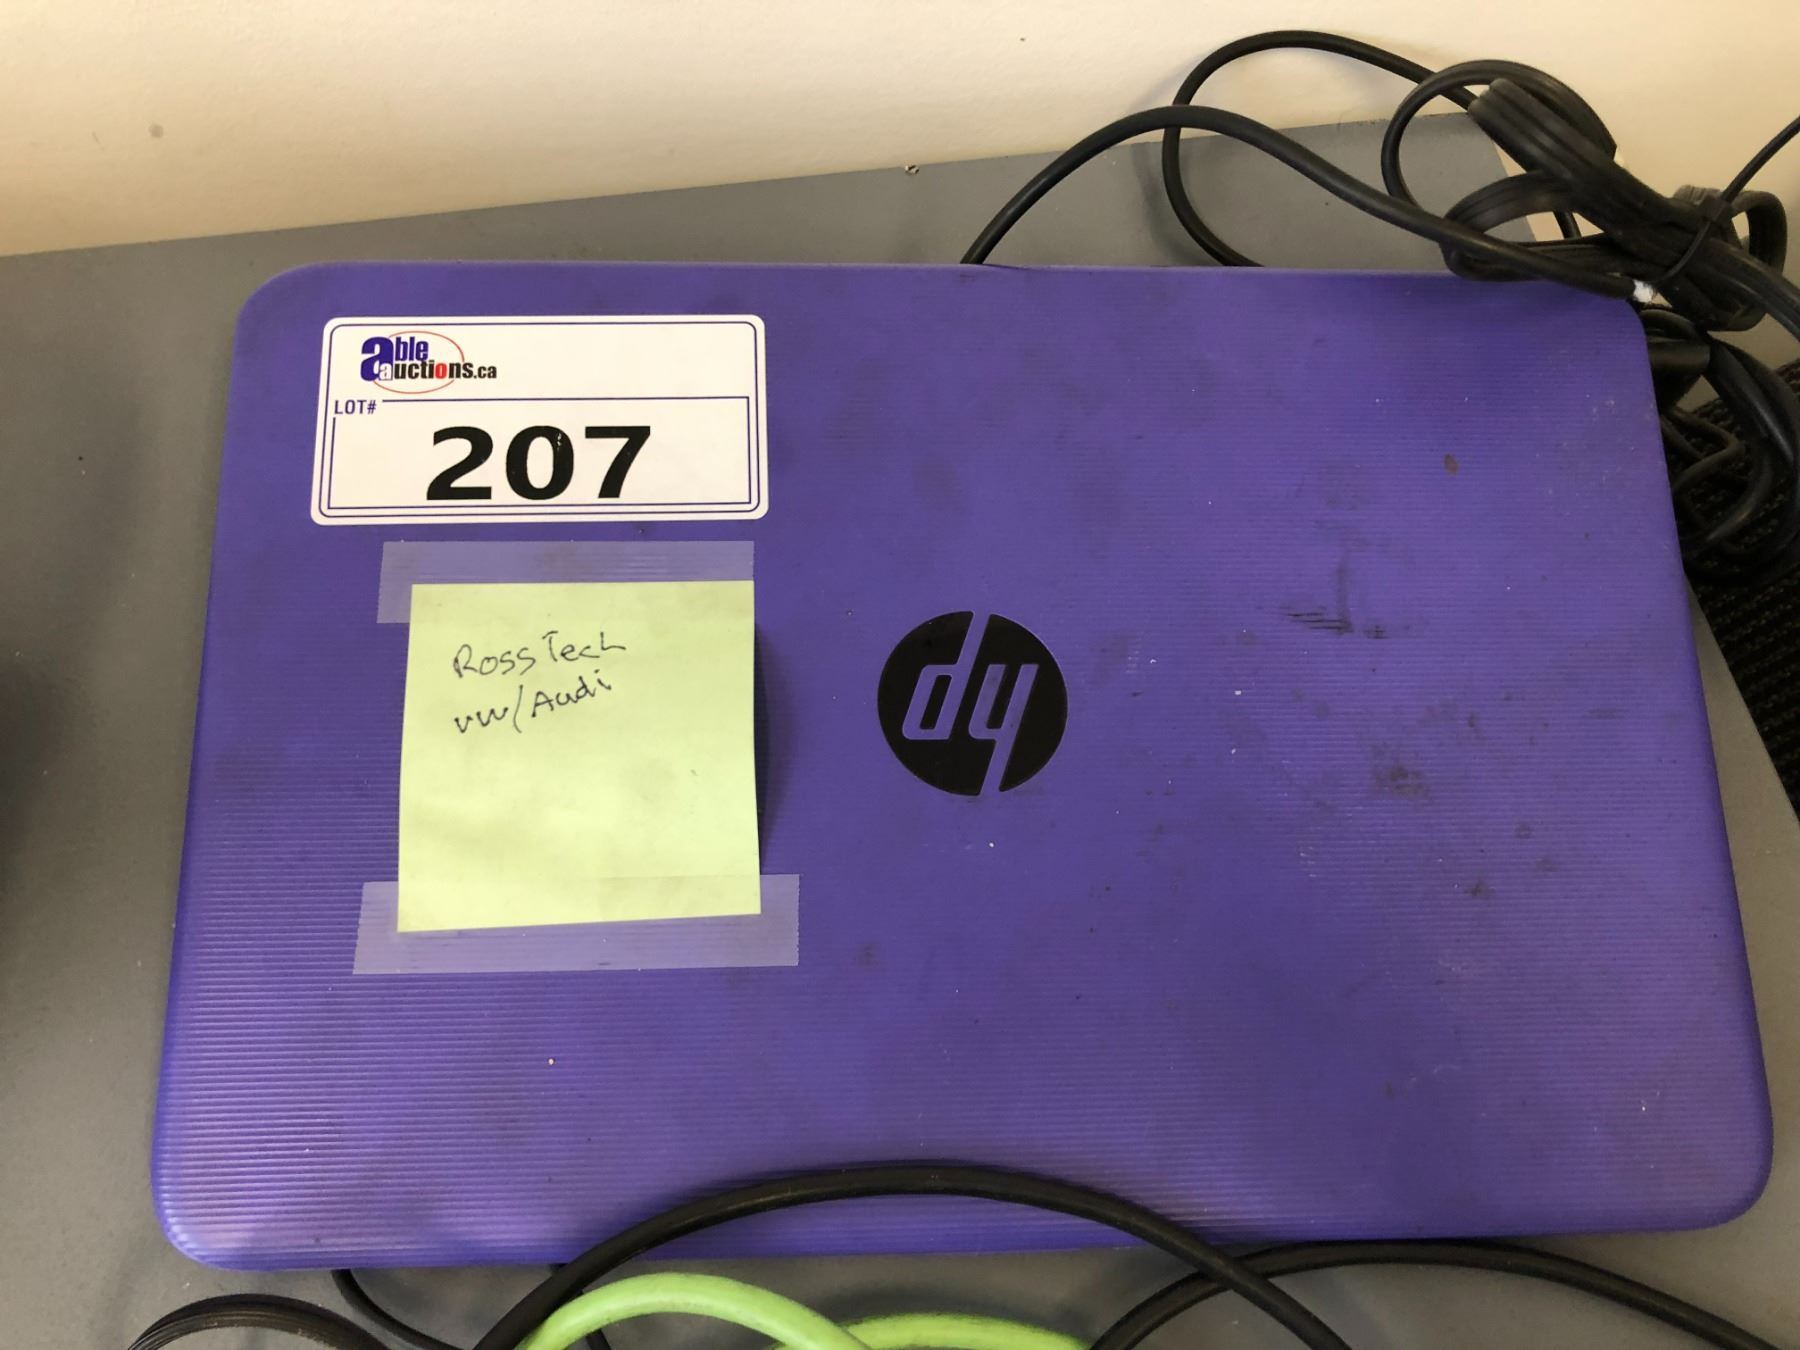 able
auctions.ca
LOT#
207
Ross Tech
vw/Audi
hp